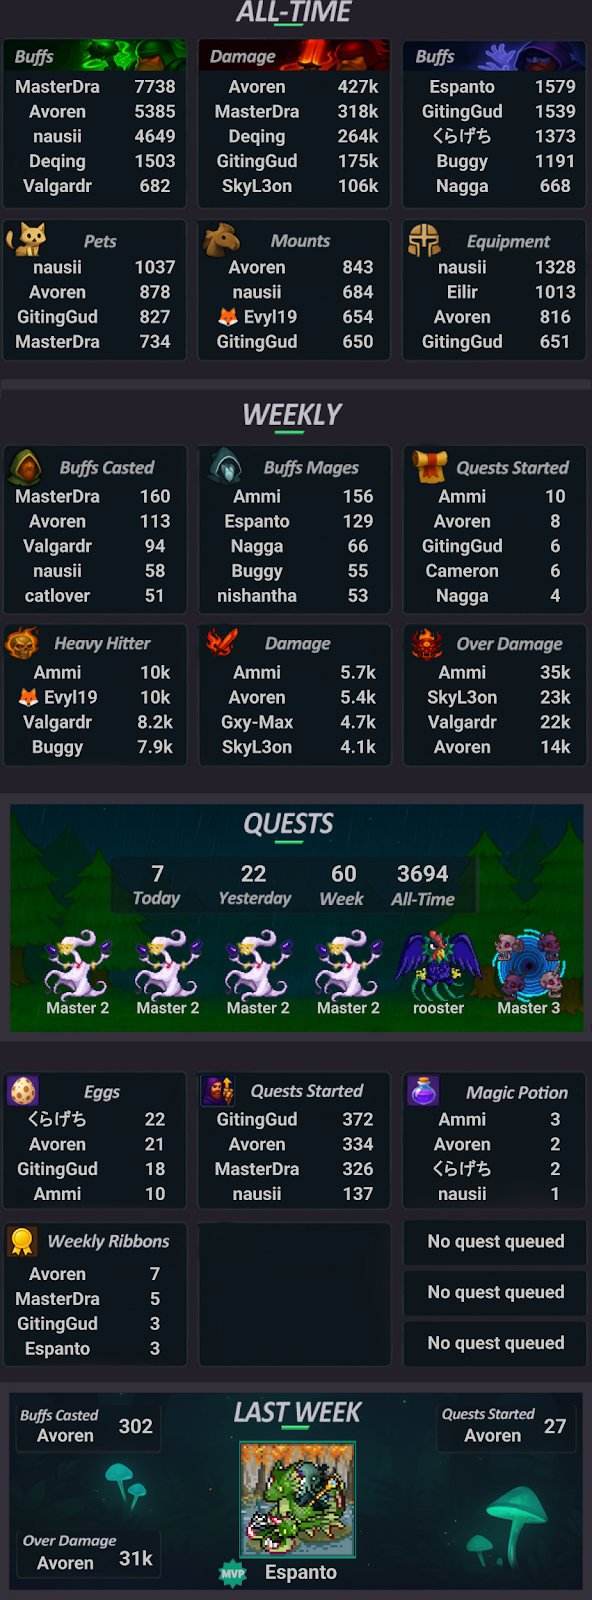 ALL-TIME
Buffs
MasterDra 7738
Avoren 5385
nausii 4649
Deqing 1503
Valgardr 682
Damage
Avoren 427k
MasterDra 318k
Deqing 264k
GitingGud 175k
SkyL3on 106k
Buffs
Espanto 1579
GitingGud 1539
くらげち 1373
Buggy 1191
Nagga 668
Pets
nausii 1037
Avoren 878
GitingGud 827
MasterDra 734
Mounts
Avoren 843
nausii 684
🦊 Evyl19 654
GitingGud 650
Equipment
nausii 1328
Eilir 1013
Avoren 816
GitingGud 651
WEEKLY
Buffs Casted
MasterDra 160
Avoren 113
Valgardr 94
nausii 58
catlover 51
Buffs Mages
Ammi 156
Espanto 129
Nagga 66
Buggy 55
nishantha 53
Quests Started
Ammi 10
Avoren 8
GitingGud 6
Cameron 6
Nagga 4
Heavy Hitter
Ammi 10k
🦊 Evyl19 10k
Valgardr 8.2k
Buggy 7.9k
Damage
Ammi 5.7k
Avoren 5.4k
Gxy-Max 4.7k
SkyL3on 4.1k
Over Damage
Ammi 35k
SkyL3on 23k
Valgardr 22k
Avoren 14k
QUESTS
7 22 60 3694
Today Yesterday Week All-Time
Master 2 Master 2 Master 2 Master 2 rooster Master 3
Eggs
くらげち 22
Avoren 21
GitingGud 18
Ammi 10
Quests Started
GitingGud 372
Avoren 334
MasterDra 326
nausii 137
Magic Potion
Ammi 3
Avoren 2
くらげち 2
nausii 1
Weekly Ribbons
Avoren 7
MasterDra 5
GitingGud 3
Espanto 3
No quest queued
No quest queued
No quest queued
LAST WEEK
Buffs Casted
Avoren 302
Quests Started
Avoren 27
Over Damage
Avoren 31k
MVP Espanto